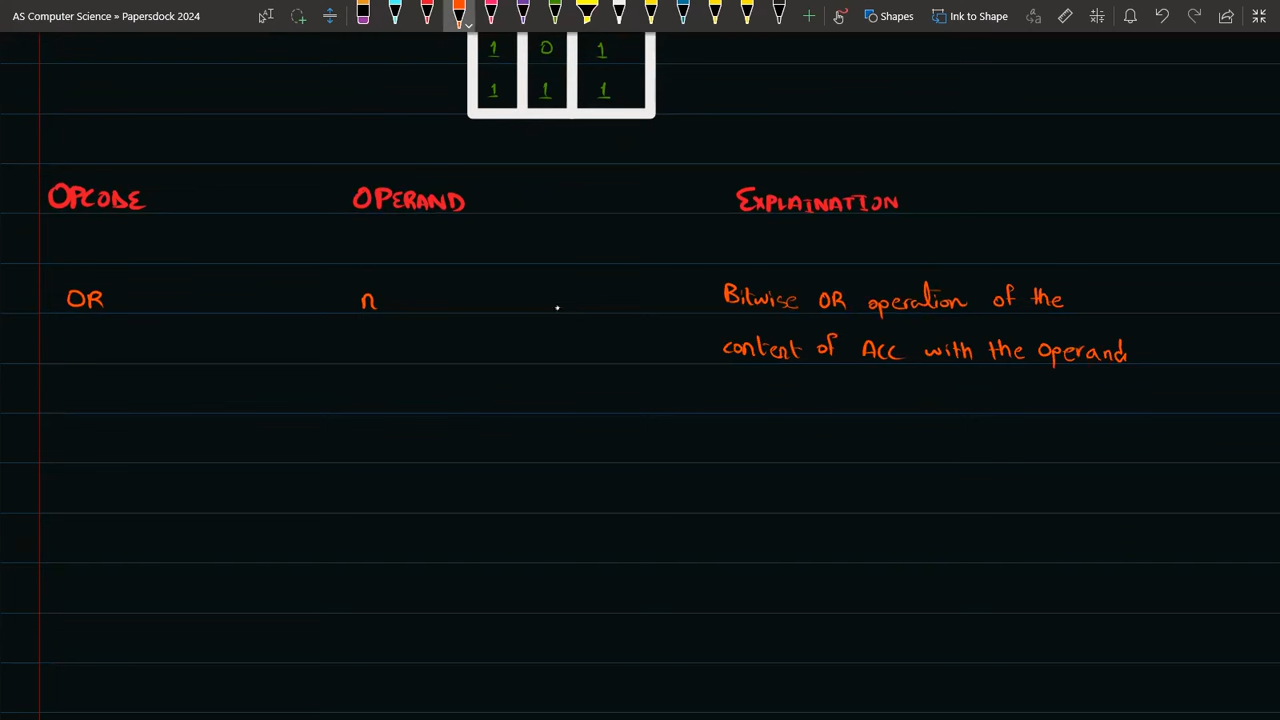 AS Computer Science » Papersdock 2024
Shapes
Ink to Shape
1 0 1
1 1 1
OPCODE OPERAND EXPLAINATION
OR n Bitwise OR operation of the
content of ACC with the Operand